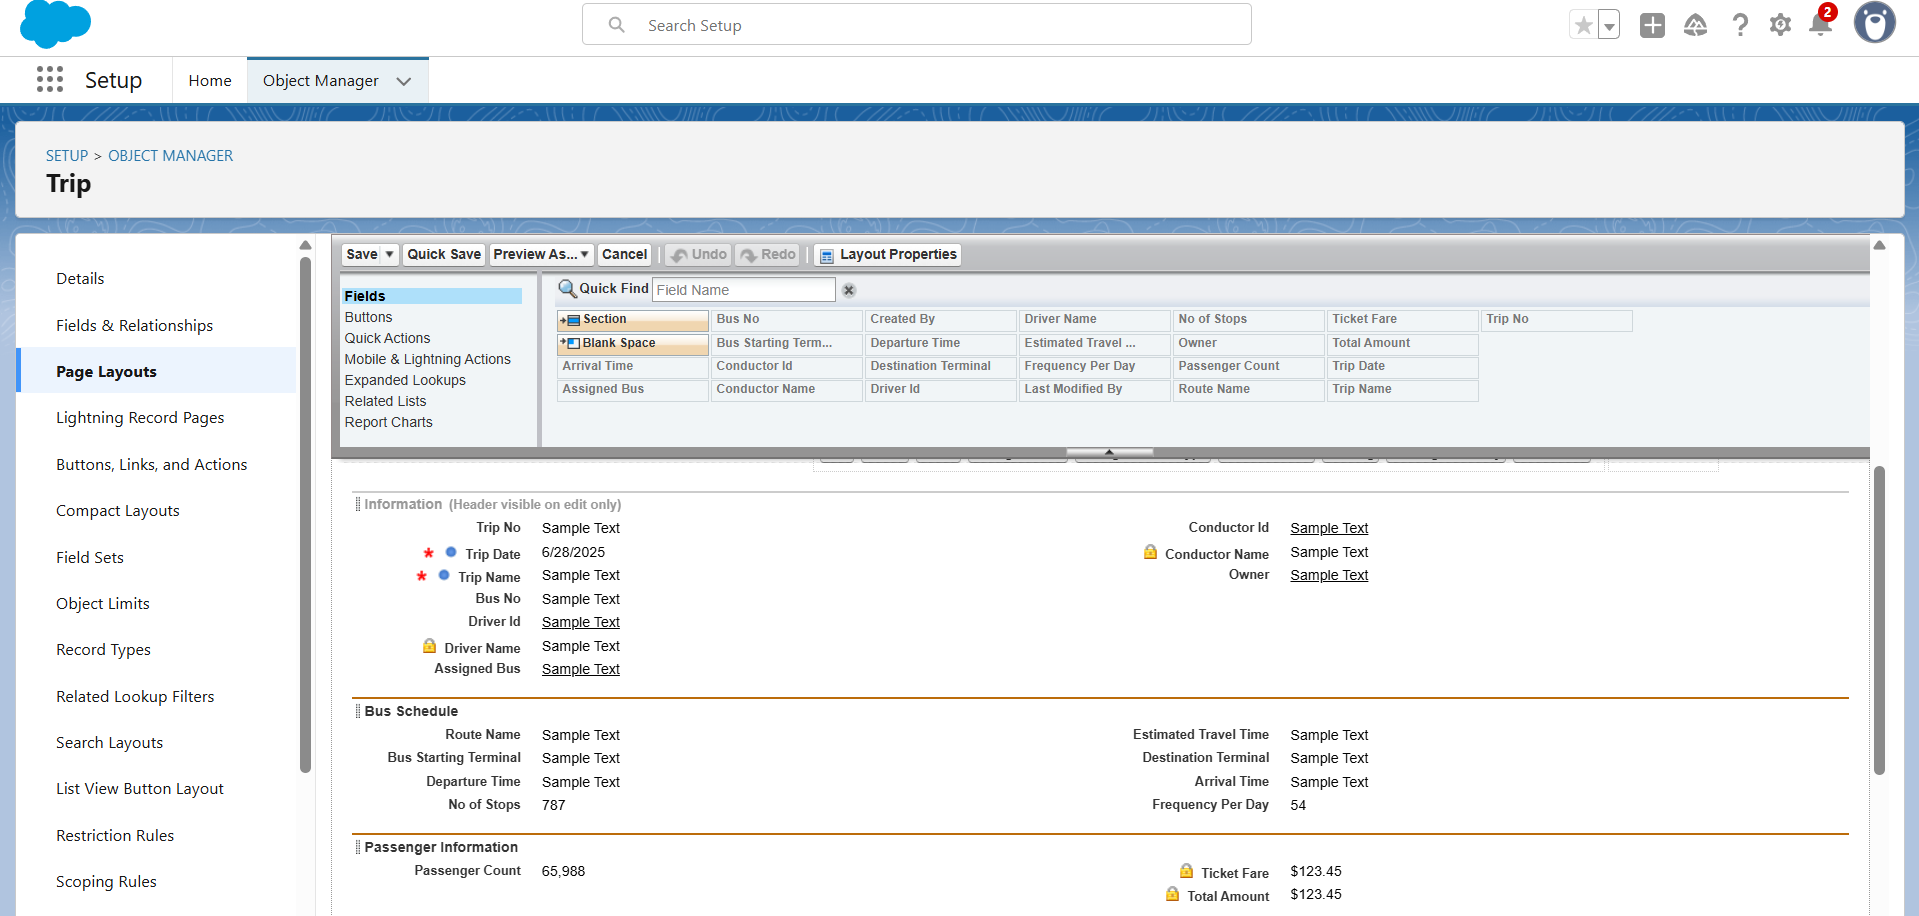 Search Setup
2
Setup
Home
Object Manager
SETUP > OBJECT MANAGER
Trip
Details
Fields & Relationships
Page Layouts
Lightning Record Pages
Buttons, Links, and Actions
Compact Layouts
Field Sets
Object Limits
Record Types
Related Lookup Filters
Search Layouts
List View Button Layout
Restriction Rules
Scoping Rules
Save
Quick Save
Preview As...
Cancel
Undo
Redo
Layout Properties
Fields
Buttons
Quick Actions
Mobile & Lightning Actions
Expanded Lookups
Related Lists
Report Charts
Quick Find
Field Name
Section Bus No Created By Driver Name No of Stops Ticket Fare Trip No
Blank Space Bus Starting Term... Departure Time Estimated Travel ... Owner Total Amount
Arrival Time Conductor Id Destination Terminal Frequency Per Day Passenger Count Trip Date
Assigned Bus Conductor Name Driver Id Last Modified By Route Name Trip Name
Information (Header visible on edit only)
Trip No Sample Text Conductor Id Sample Text
* Trip Date 6/28/2025 Conductor Name Sample Text
* Trip Name Sample Text Owner Sample Text
Bus No Sample Text
Driver Id Sample Text
Driver Name Sample Text
Assigned Bus Sample Text
Bus Schedule
Route Name Sample Text Estimated Travel Time Sample Text
Bus Starting Terminal Sample Text Destination Terminal Sample Text
Departure Time Sample Text Arrival Time Sample Text
No of Stops 787 Frequency Per Day 54
Passenger Information
Passenger Count 65,988 Ticket Fare $123.45
Total Amount $123.45